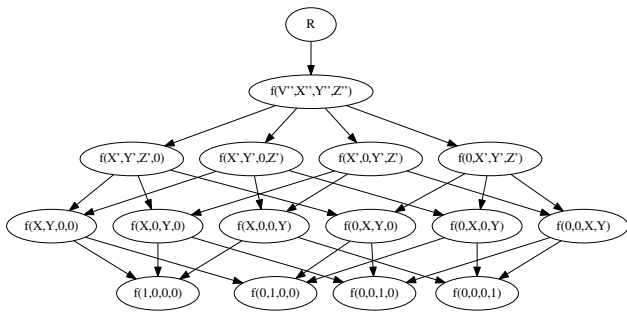 R
f(V'',X'',Y'',Z'')
f(X',Y',Z',0) f(X',Y',0,Z') f(X',0,Y',Z') f(0,X',Y',Z')
f(X,Y,0,0) f(X,0,Y,0) f(X,0,0,Y) f(0,X,Y,0) f(0,X,0,Y) f(0,0,X,Y)
f(1,0,0,0) f(0,1,0,0) f(0,0,1,0) f(0,0,0,1)